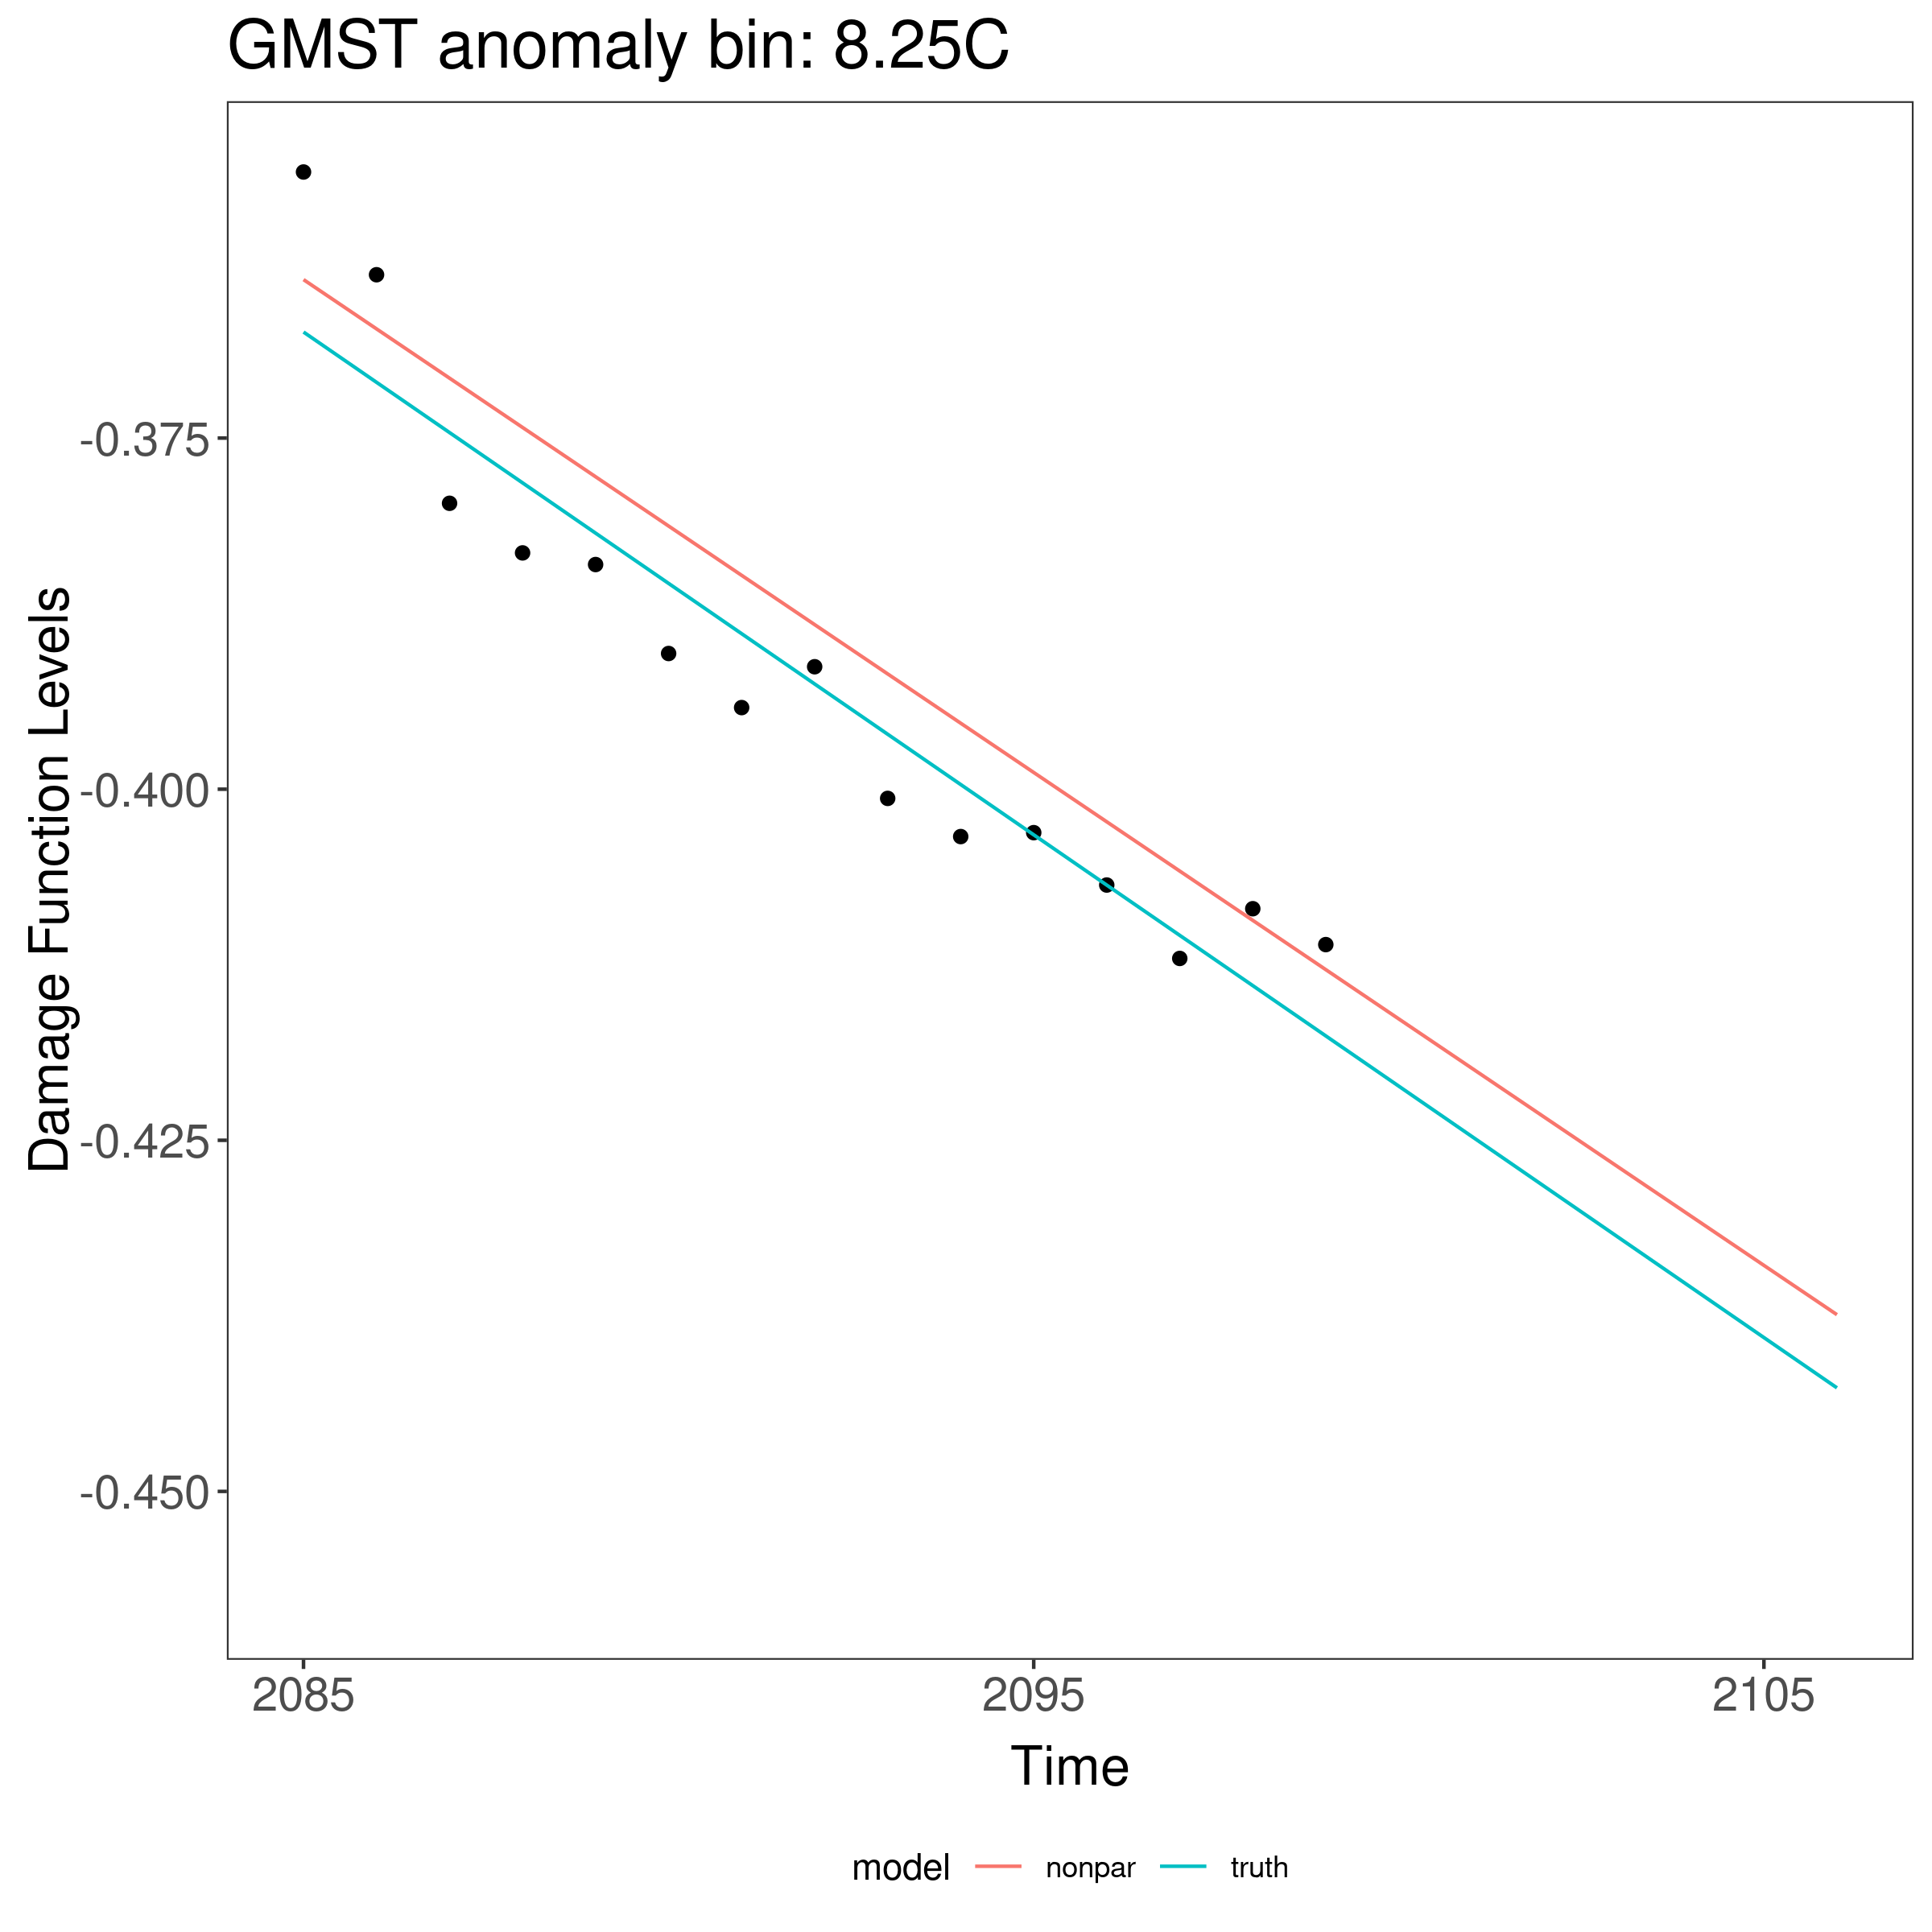 GMST anomaly bin: 8.25C
Damage Function Levels
-0.375
-0.400
-0.425
-0.450
2085 2095 2105
Time
model nonpar truth